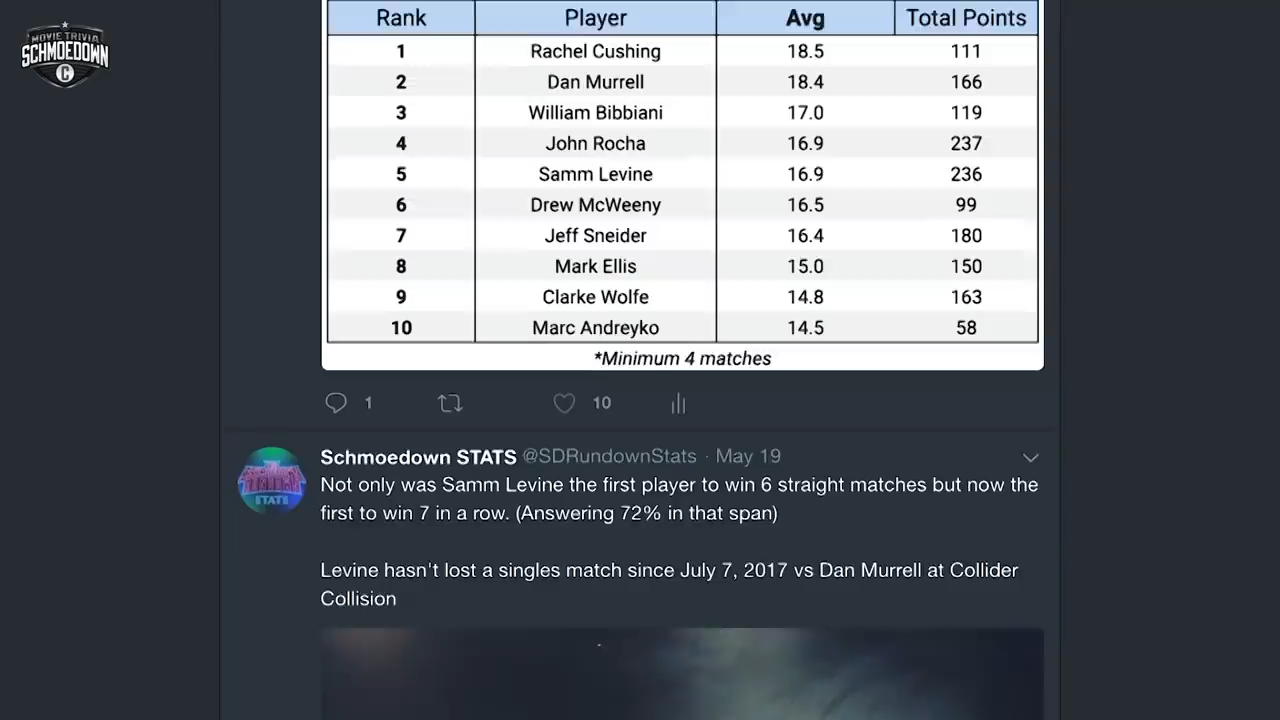 MOVIE TRIVIA
SCHMOEDOWN
C
Rank Player Avg Total Points
1 Rachel Cushing 18.5 111
2 Dan Murrell 18.4 166
3 William Bibbiani 17.0 119
4 John Rocha 16.9 237
5 Samm Levine 16.9 236
6 Drew McWeeny 16.5 99
7 Jeff Sneider 16.4 180
8 Mark Ellis 15.0 150
9 Clarke Wolfe 14.8 163
10 Marc Andreyko 14.5 58
*Minimum 4 matches
1 10
Schmoedown STATS @SDRundownStats · May 19
STATS
Not only was Samm Levine the first player to win 6 straight matches but now the
first to win 7 in a row. (Answering 72% in that span)
Levine hasn't lost a singles match since July 7, 2017 vs Dan Murrell at Collider
Collision